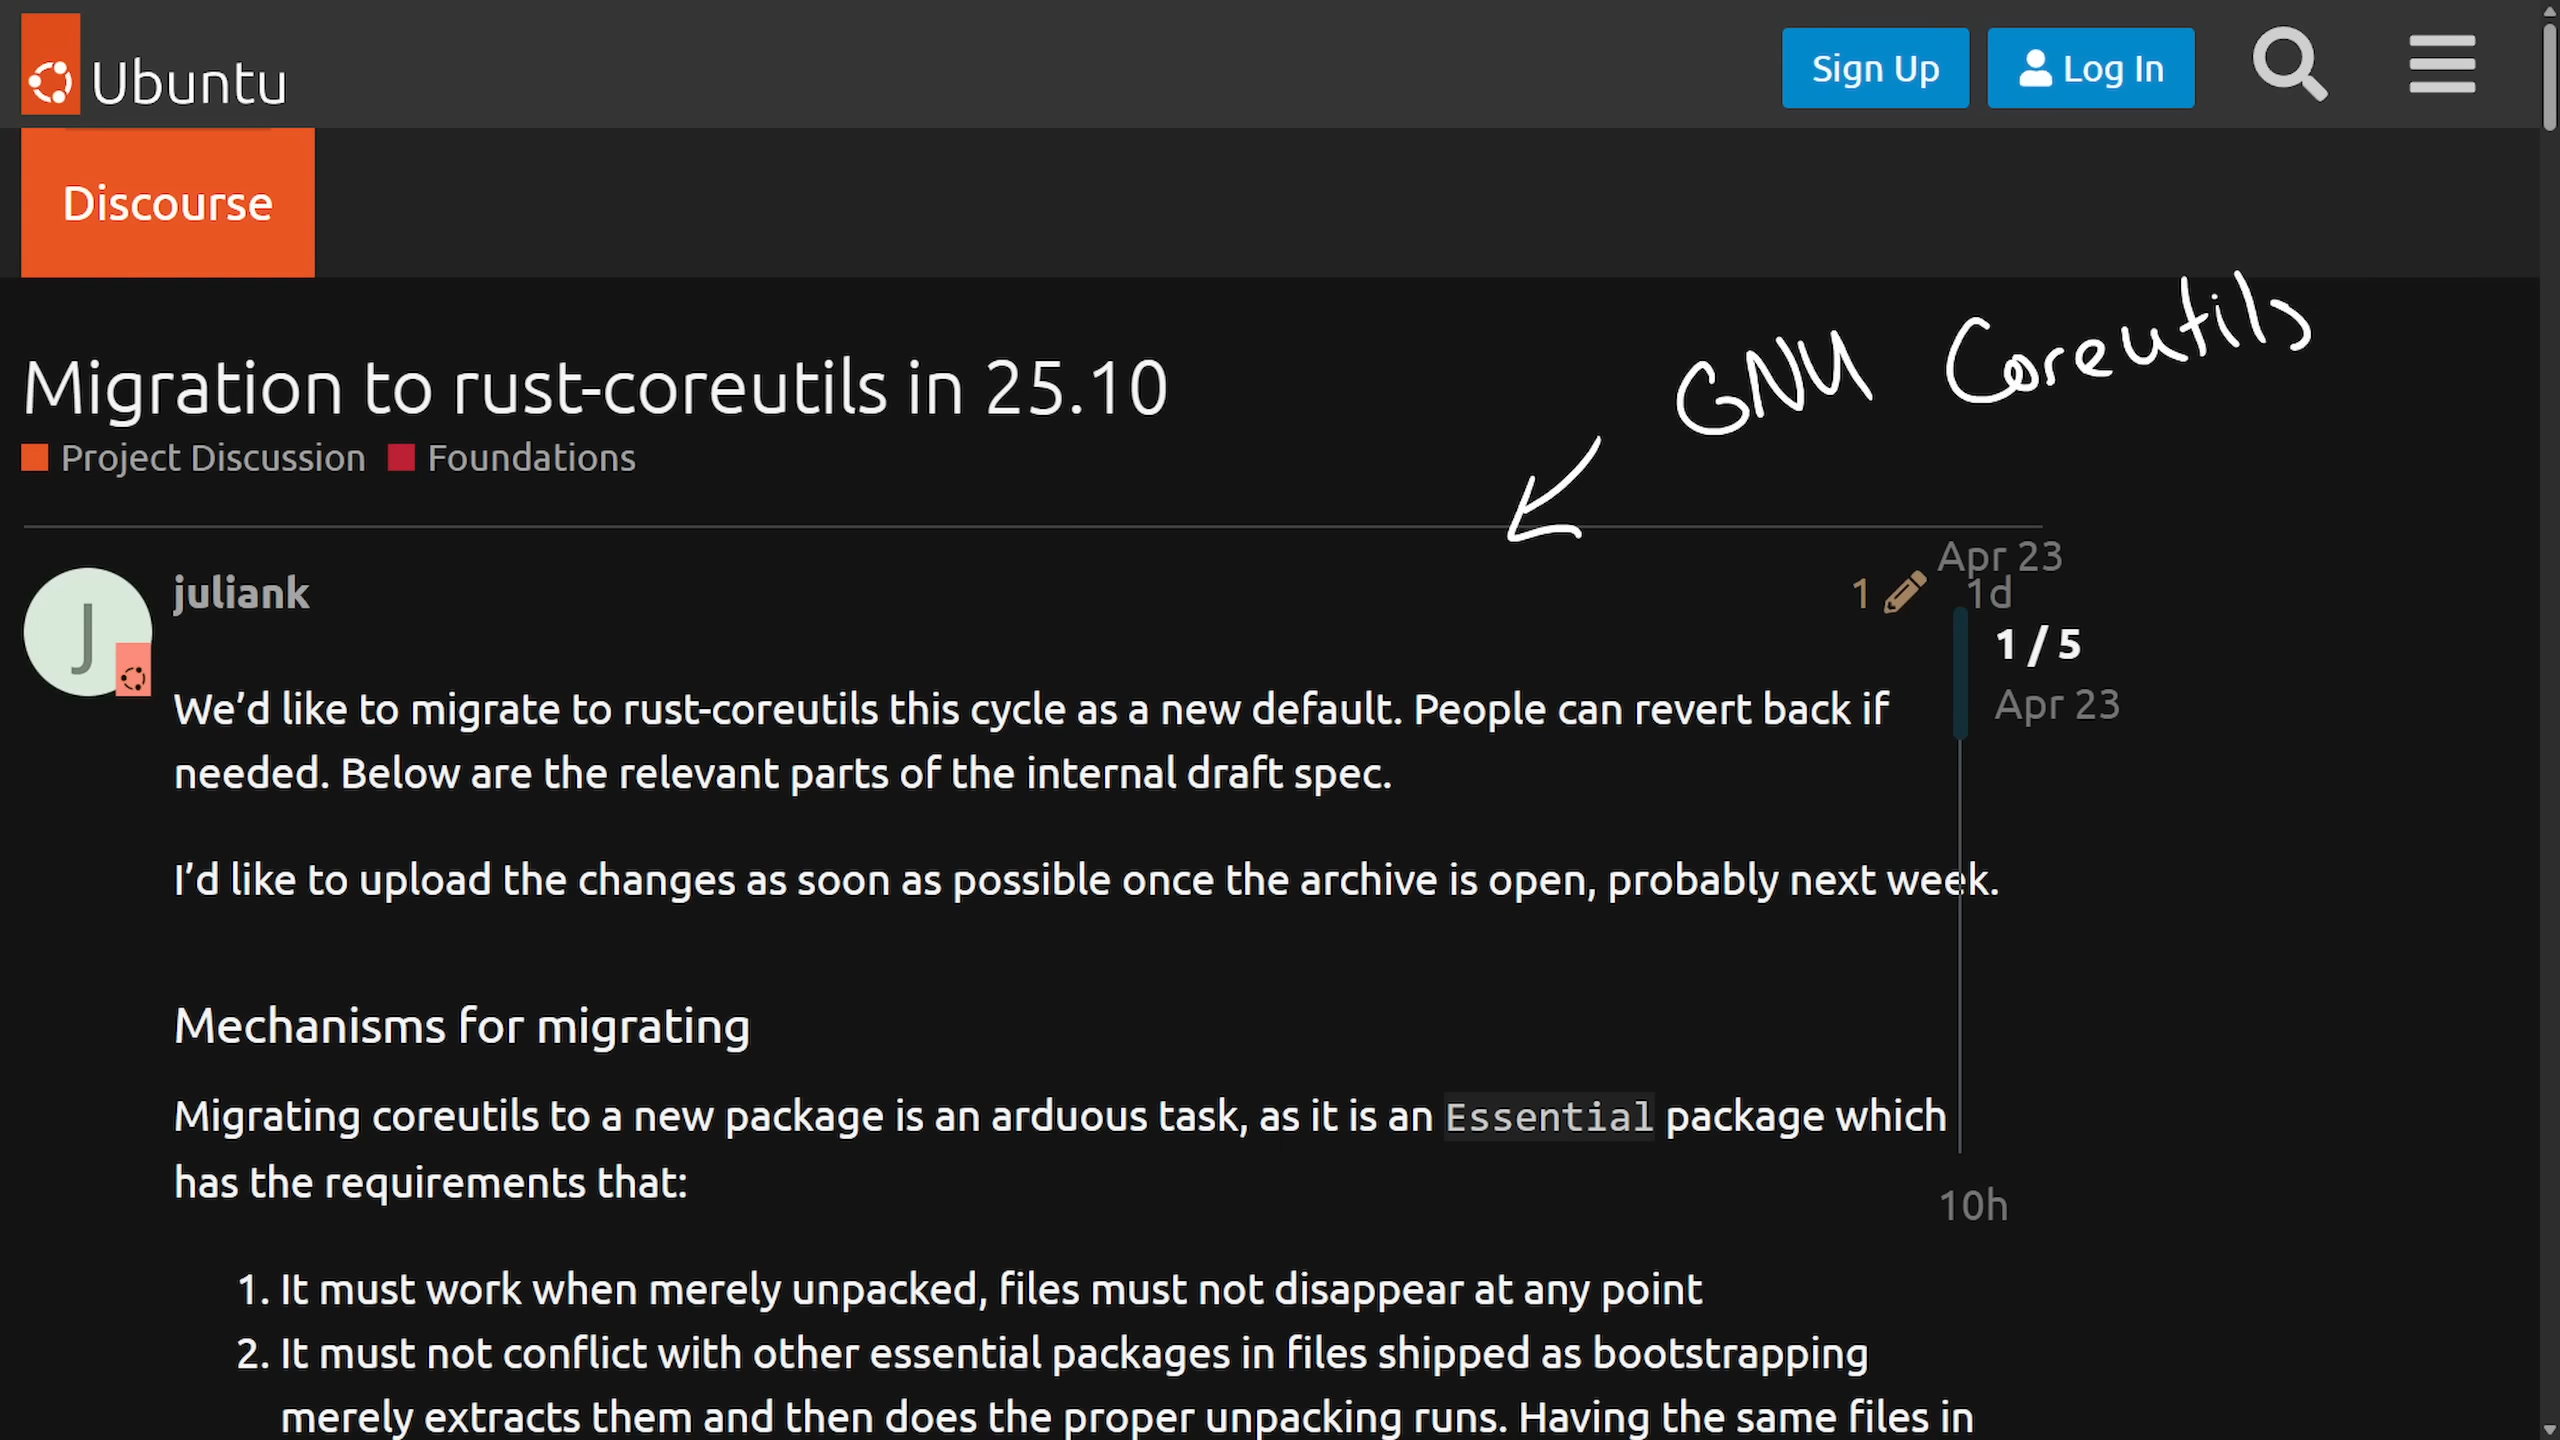 Ubuntu
Sign Up
Log In
Discourse
GNU Coreutils
Migration to rust-coreutils in 25.10
Project Discussion Foundations
Apr 23
juliank
1
1d
1 / 5
Apr 23
We’d like to migrate to rust-coreutils this cycle as a new default. People can revert back if
needed. Below are the relevant parts of the internal draft spec.
I’d like to upload the changes as soon as possible once the archive is open, probably next week.
Mechanisms for migrating
Migrating coreutils to a new package is an arduous task, as it is an Essential package which
has the requirements that:
10h
1. It must work when merely unpacked, files must not disappear at any point
2. It must not conflict with other essential packages in files shipped as bootstrapping
merely extracts them and then does the proper unpacking runs. Having the same files in